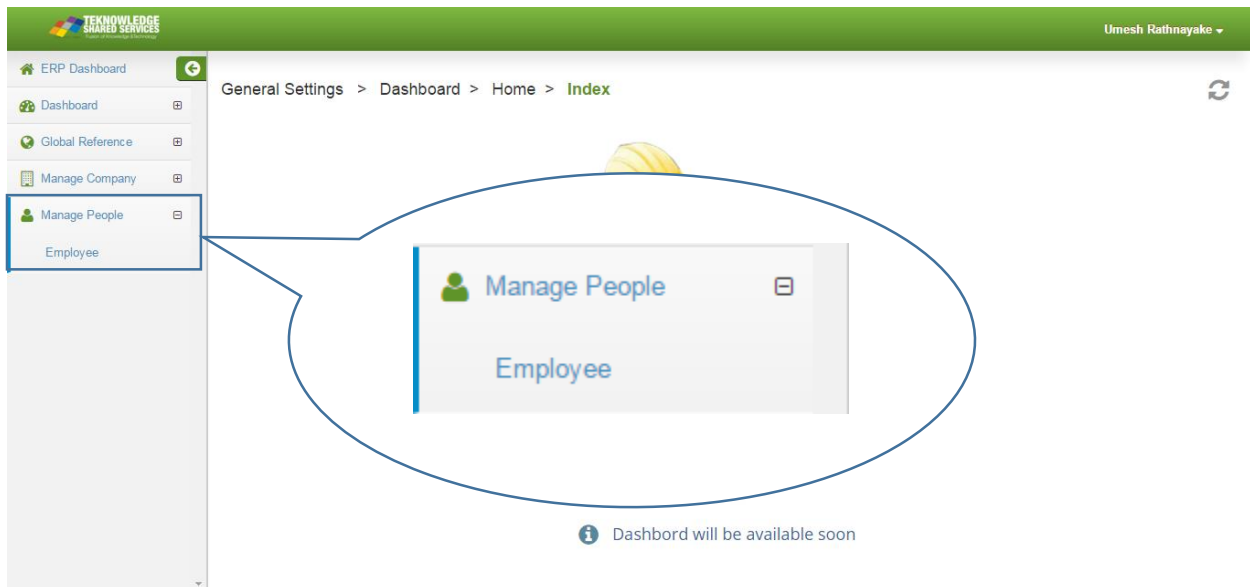 TEKNOWLEDGE
SHARED SERVICES
Umesh Rathnayake
ERP Dashboard
Dashboard
Global Reference
Manage Company
Manage People
Employee
General Settings > Dashboard > Home > Index
Manage People
Employee
Dashbord will be available soon